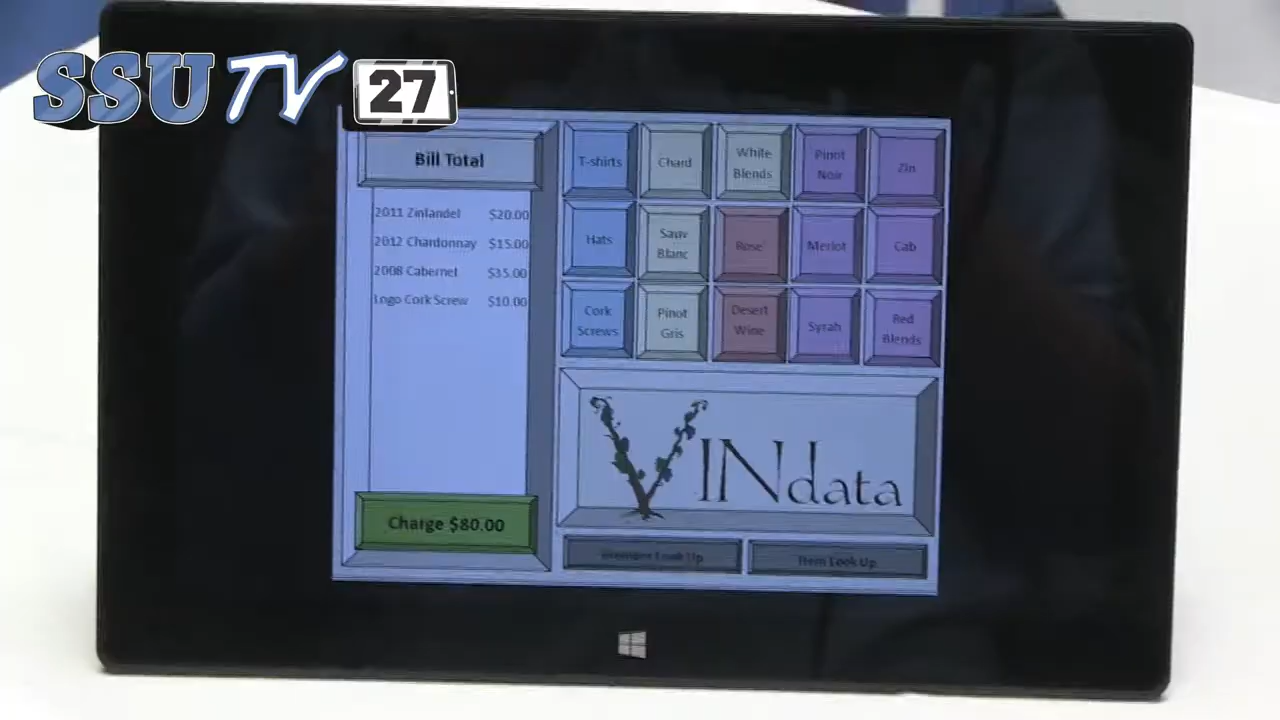 SSU TV 27
Bill Total
2011 Zinfandel $20.00
2012 Chardonnay $15.00
2008 Cabernet $35.00
Logo Cork Screw $10.00
Charge $80.00
T-shirts
Chard
White
Blends
Pinot
Noir
Zin
Hats
Sauv
Blanc
Rose'
Merlot
Cab
Cork
Screws
Pinot
Gris
Desert
Wine
Syrah
Red
Blends
VINdata
Look Up
Item Look Up